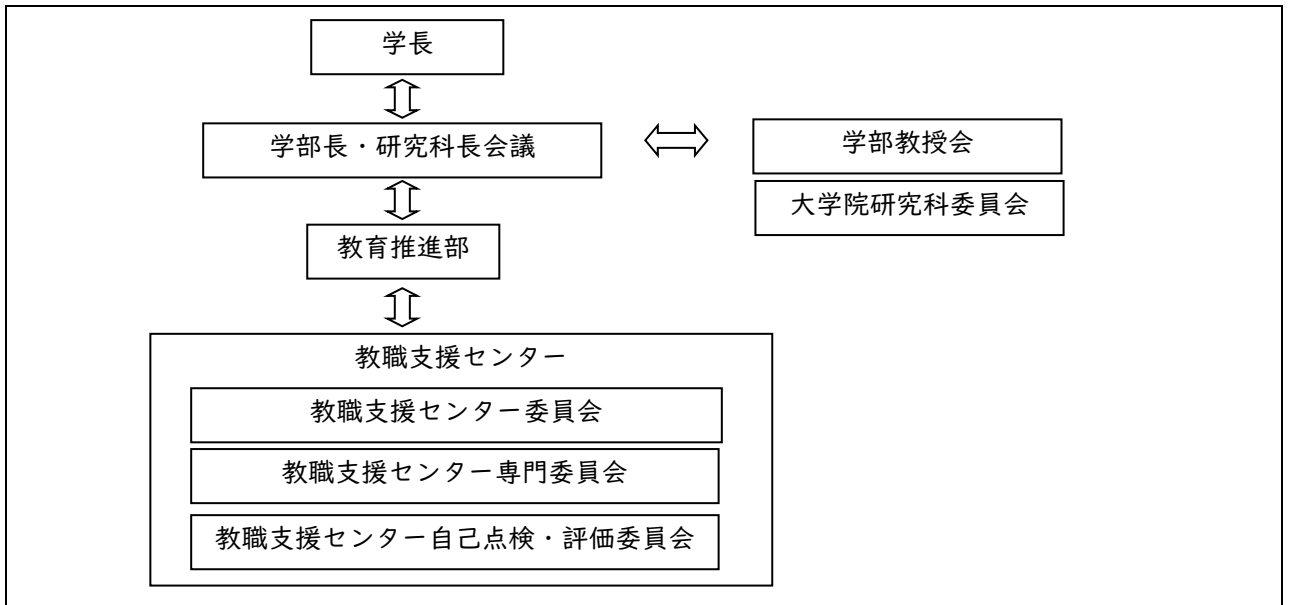 学長
学部長・研究科長会議
学部教授会
大学院研究科委員会
教育推進部
教職支援センター
教職支援センター委員会
教職支援センター専門委員会
教職支援センター自己点検・評価委員会